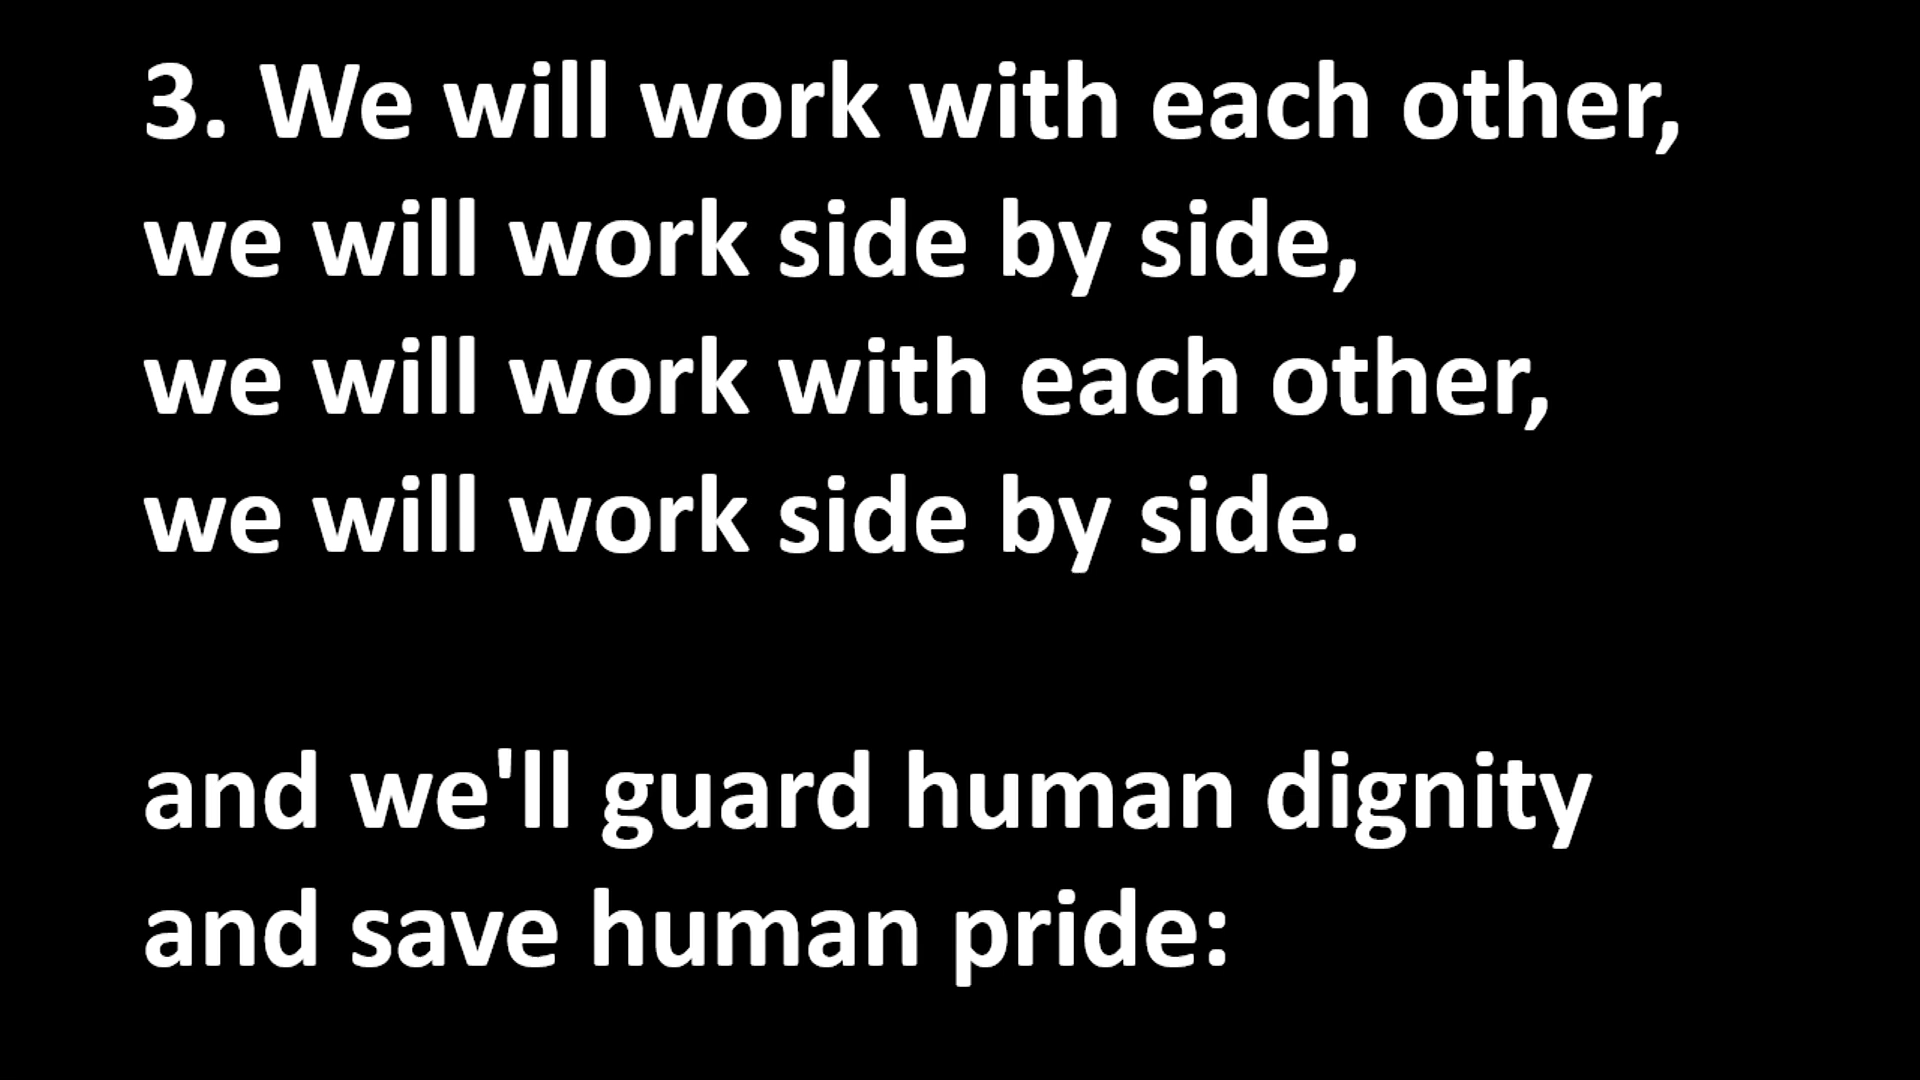 3. We will work with each other,
we will work side by side,
we will work with each other,
we will work side by side.
and we'll guard human dignity
and save human pride: